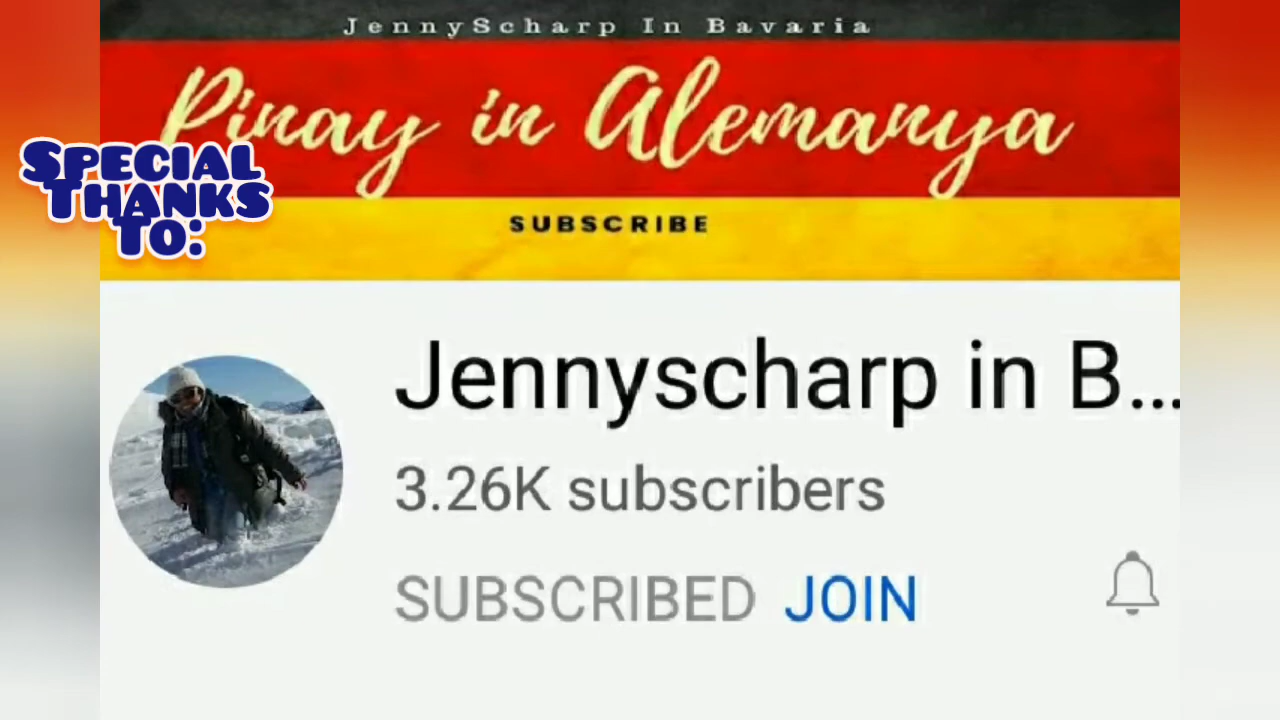 JennyScharp In Bavaria
Pinay in Alemanya
SPECIAL
THANKS
TO:
SUBSCRIBE
Jennyscharp in B...
3.26K subscribers
SUBSCRIBED JOIN